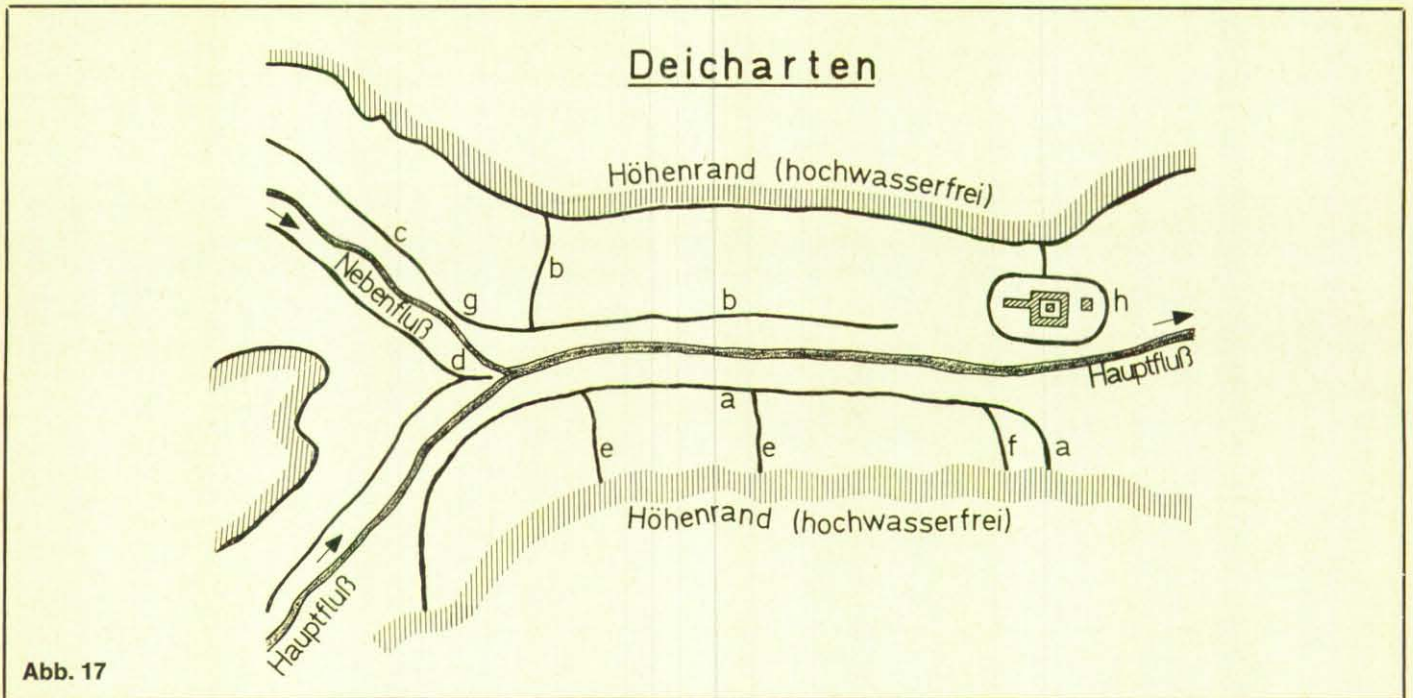 Deicharten
Höhenrand (hochwasserfrei)
c
b
Nebenfluß
g
b
h
d
Hauptfluß
a
e
e
f
a
Höhenrand (hochwasserfrei)
Hauptfluß
Abb. 17